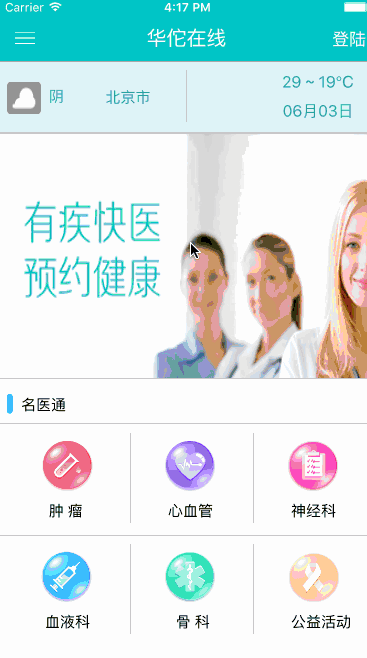 Carrier 4:17 PM
华佗在线 登陆
阴 北京市 29 ~ 19°C
06月03日
有疾快医
预约健康
名医通
肿 瘤 心血管 神经科
血液科 骨 科 公益活动